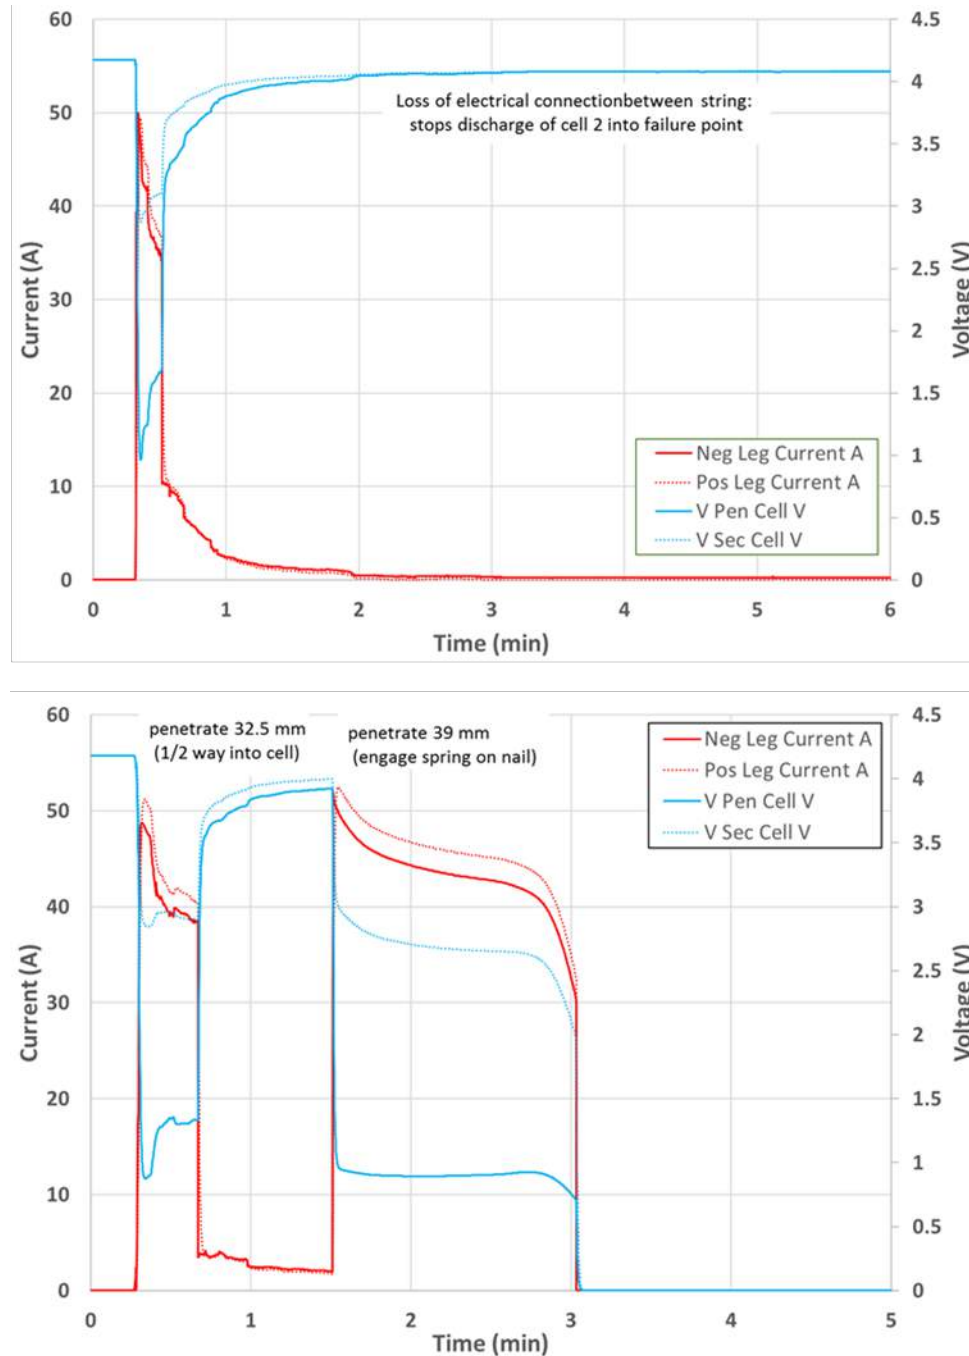 60
50
40
30
20
10
0
Current (A)
4.5
4
3.5
3
2.5
2
1.5
1
0.5
0
Voltage (V)
Loss of electrical connectionbetween string:
stops discharge of cell 2 into failure point
Neg Leg Current A
Pos Leg Current A
V Pen Cell V
V Sec Cell V
0 1 2 3 4 5 6
Time (min)
60
50
40
30
20
10
0
Current (A)
4.5
4
3.5
3
2.5
2
1.5
1
0.5
0
Voltage (V)
penetrate 32.5 mm
(1/2 way into cell)
penetrate 39 mm
(engage spring on nail)
Neg Leg Current A
Pos Leg Current A
V Pen Cell V
V Sec Cell V
0 1 2 3 4 5
Time (min)